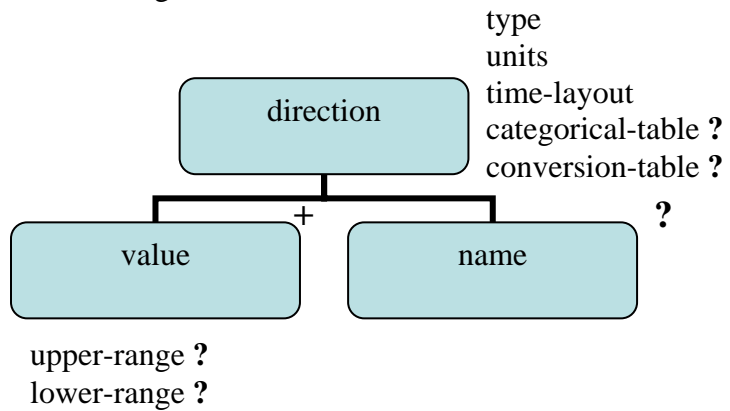 type
units
time-layout
categorical-table ?
conversion-table ?
direction
+
?
value
name
upper-range ?
lower-range ?